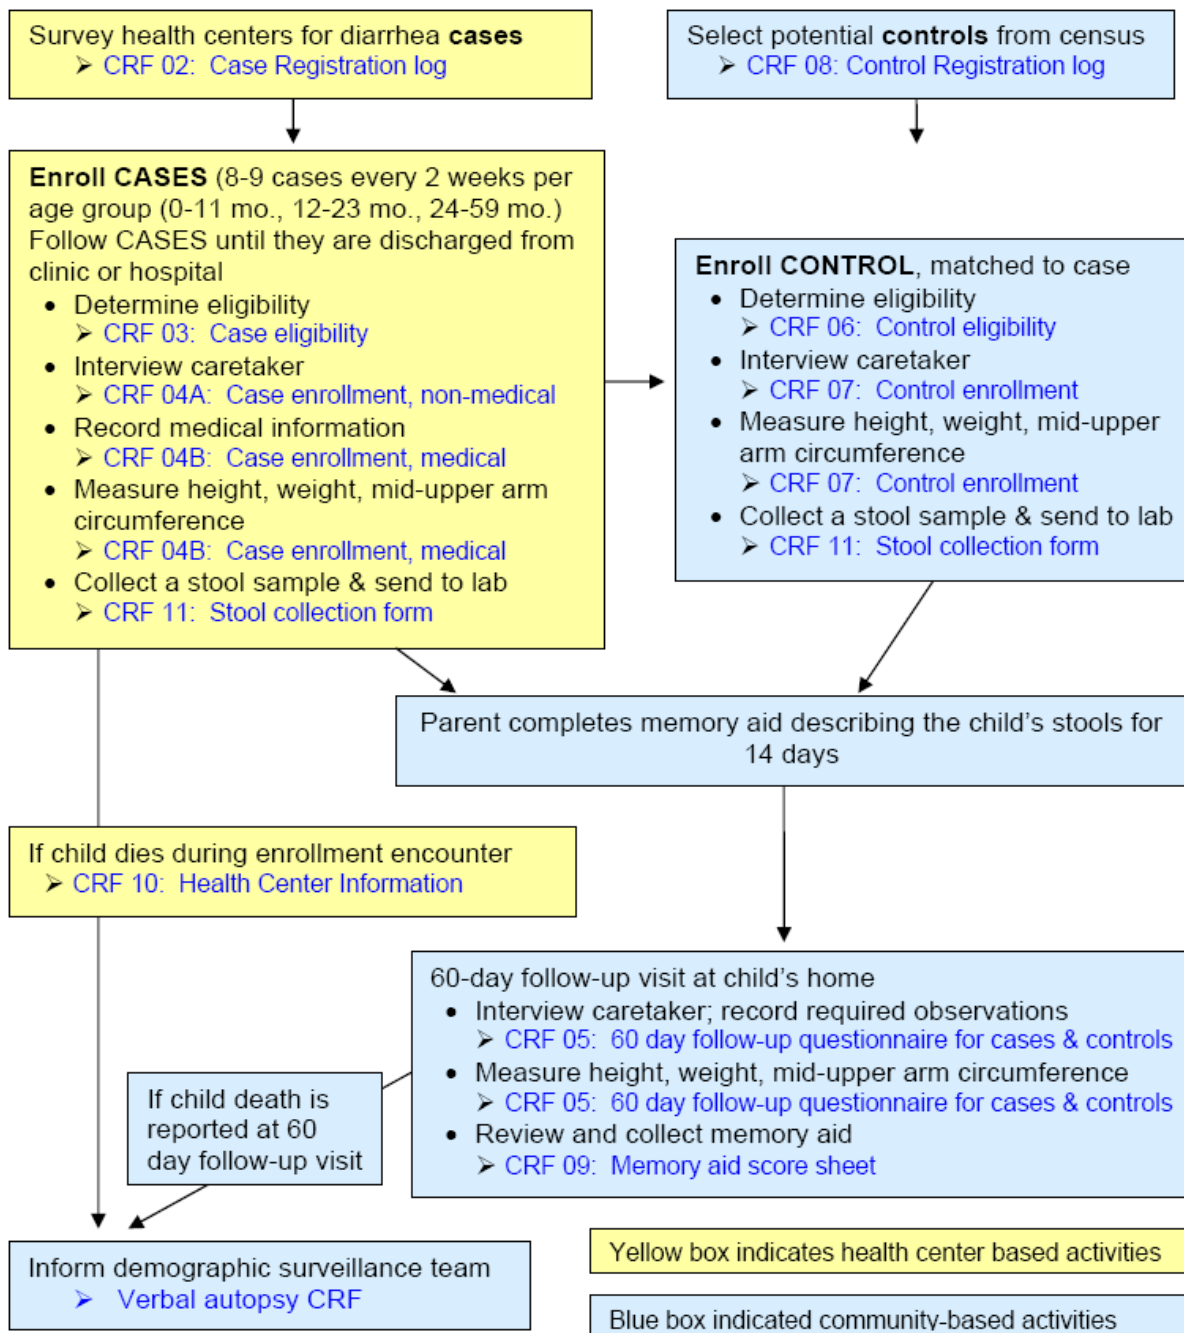 Survey health centers for diarrhea cases
➢ CRF 02: Case Registration log
Select potential controls from census
➢ CRF 08: Control Registration log
Enroll CASES (8-9 cases every 2 weeks per
age group (0-11 mo., 12-23 mo., 24-59 mo.)
Follow CASES until they are discharged from
clinic or hospital
• Determine eligibility
➢ CRF 03: Case eligibility
• Interview caretaker
➢ CRF 04A: Case enrollment, non-medical
• Record medical information
➢ CRF 04B: Case enrollment, medical
• Measure height, weight, mid-upper arm
circumference
➢ CRF 04B: Case enrollment, medical
• Collect a stool sample & send to lab
➢ CRF 11: Stool collection form
Enroll CONTROL, matched to case
• Determine eligibility
➢ CRF 06: Control eligibility
• Interview caretaker
➢ CRF 07: Control enrollment
• Measure height, weight, mid-upper
arm circumference
➢ CRF 07: Control enrollment
• Collect a stool sample & send to lab
➢ CRF 11: Stool collection form
Parent completes memory aid describing the child's stools for
14 days
If child dies during enrollment encounter
➢ CRF 10: Health Center Information
60-day follow-up visit at child's home
• Interview caretaker; record required observations
➢ CRF 05: 60 day follow-up questionnaire for cases & controls
• Measure height, weight, mid-upper arm circumference
➢ CRF 05: 60 day follow-up questionnaire for cases & controls
• Review and collect memory aid
➢ CRF 09: Memory aid score sheet
If child death is
reported at 60
day follow-up visit
Inform demographic surveillance team
➢ Verbal autopsy CRF
Yellow box indicates health center based activities
Blue box indicated community-based activities